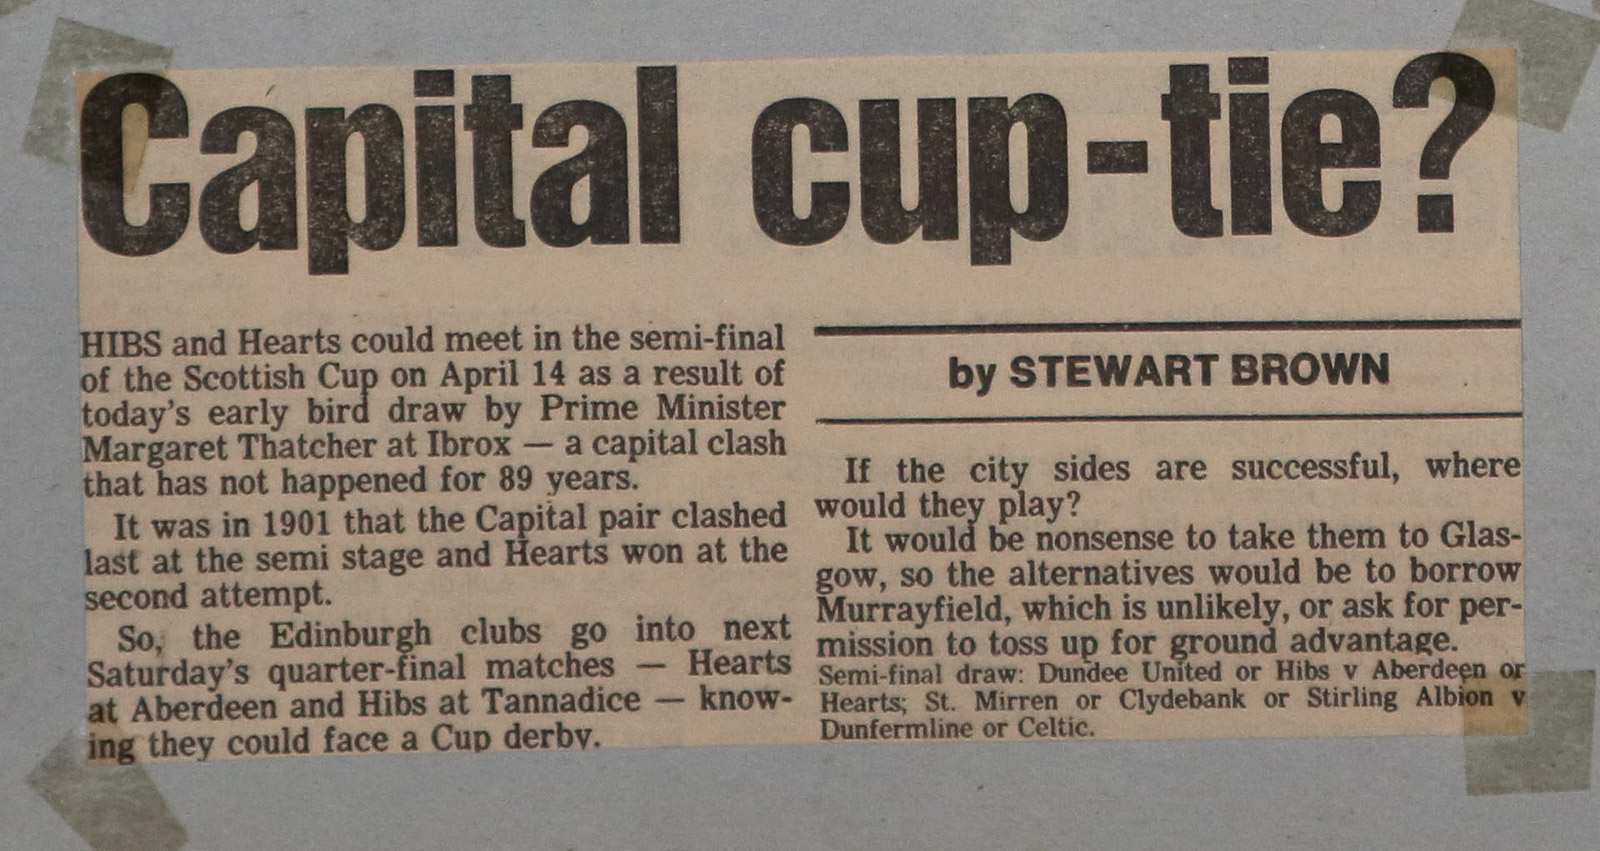 Capital cup-tie?
HIBS and Hearts could meet in the semi-final
of the Scottish Cup on April 14 as a result of
today's early bird draw by Prime Minister
Margaret Thatcher at Ibrox — a capital clash
that has not happened for 89 years.
It was in 1901 that the Capital pair clashed
last at the semi stage and Hearts won at the
second attempt.
So, the Edinburgh clubs go into next
Saturday's quarter-final matches — Hearts
at Aberdeen and Hibs at Tannadice — know-
ing they could face a Cup derby.
by STEWART BROWN
If the city sides are successful, where
would they play?
It would be nonsense to take them to Glas-
gow, so the alternatives would be to borrow
Murrayfield, which is unlikely, or ask for per-
mission to toss up for ground advantage.
Semi-final draw: Dundee United or Hibs v Aberdeen or
Hearts; St. Mirren or Clydebank or Stirling Albion v
Dunfermline or Celtic.